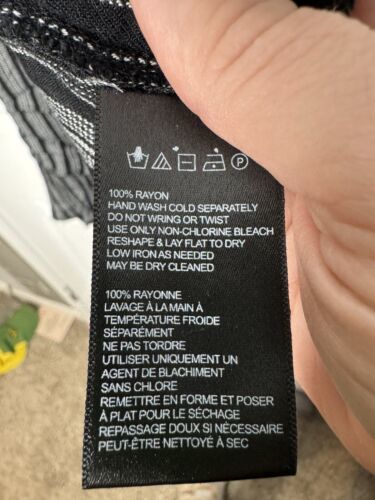 100% RAYON
HAND WASH COLD SEPARATELY
DO NOT WRING OR TWIST
USE ONLY NON-CHLORINE BLEACH
RESHAPE & LAY FLAT TO DRY
LOW IRON AS NEEDED
MAY BE DRY CLEANED
100% RAYONNE
LAVAGE À LA MAIN À
TEMPÉRATURE FROIDE
SÉPARÉMENT
NE PAS TORDRE
UTILISER UNIQUEMENT UN
AGENT DE BLACHIMENT
SANS CHLORE
REMETTRE EN FORME ET POSER
À PLAT POUR LE SÉCHAGE
REPASSAGE DOUX SI NÉCESSAIRE
PEUT-ÊTRE NETTOYÉ À SEC